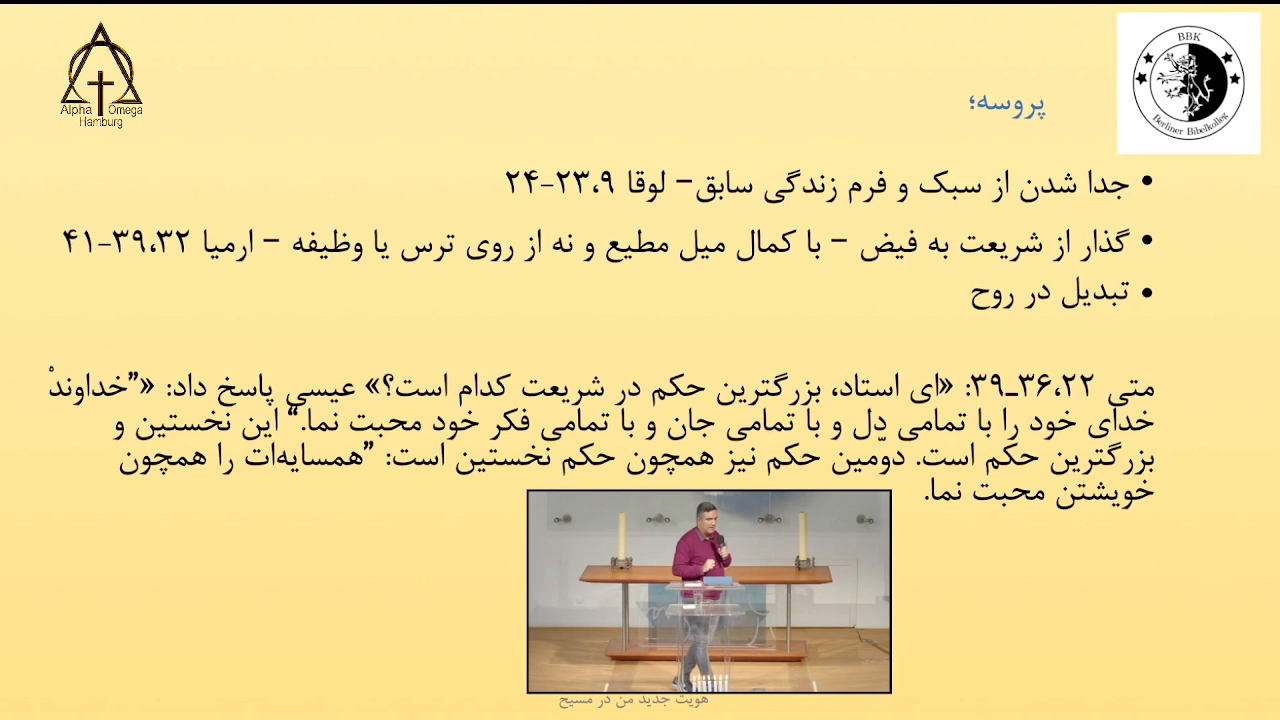 Alpha Omega
Hamburg
BBK
Berliner Bibelkolleg
پروسه؛
• جدا شدن از سبک و فرم زندگی سابق– لوقا ۲۳،۹-۲۴
• گذار از شریعت به فیض – با کمال میل مطیع و نه از روی ترس یا وظیفه – ارمیا ۳۹،۳۲-۴۱
• تبدیل در روح
متی ۳۶،۲۲ـ۳۹: «ای استاد، بزرگترین حکم در شریعت کدام است؟» عیسی پاسخ داد: «”خداوندْ
خدای خود را با تمامی دل و با تمامی جان و با تمامی فکر خود محبت نما.“ این نخستین و
بزرگترین حکم است. دوّمین حکم نیز همچون حکم نخستین است: ”همسایه‌ات را همچون
خویشتن محبت نما.
هویت جدید من در مسیح